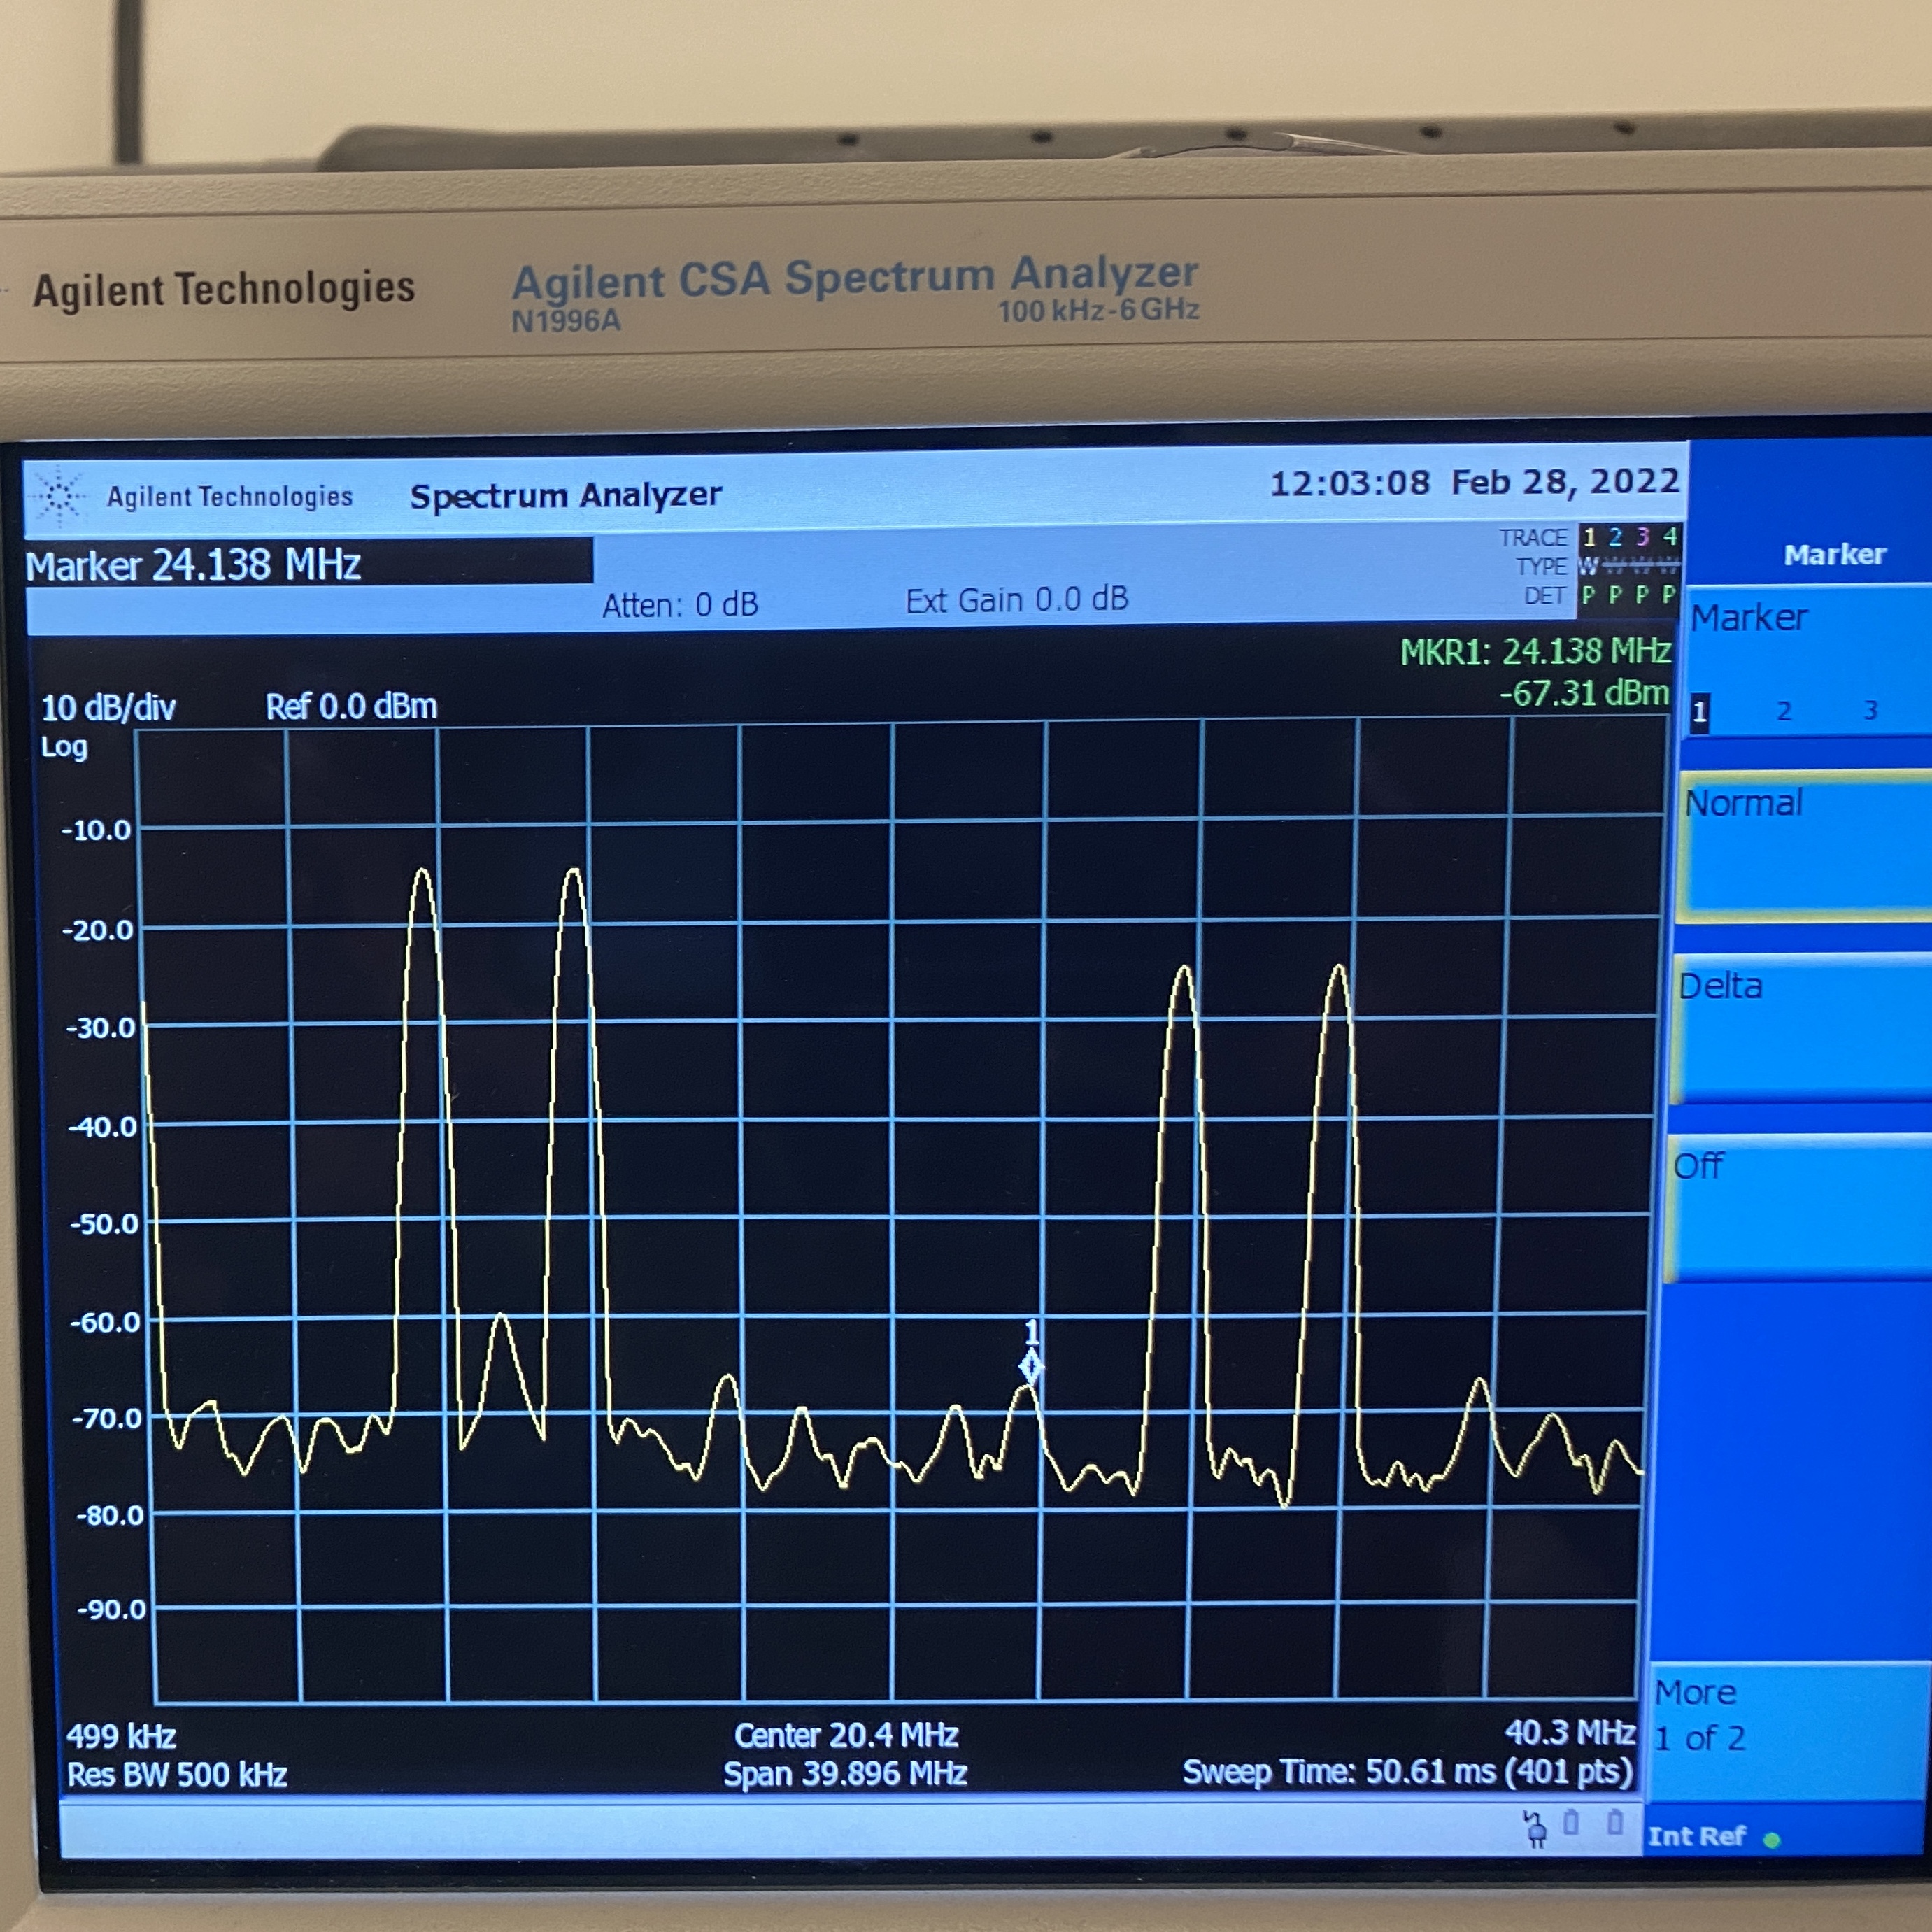 Agilent Technologies
Agilent CSA Spectrum Analyzer
N1996A 100 kHz-6 GHz
Agilent Technologies Spectrum Analyzer 12:03:08 Feb 28, 2022
Marker 24.138 MHz
Atten: 0 dB Ext Gain 0.0 dB
TRACE 1 2 3 4
TYPE W W W W
DET P P P P
MKR1: 24.138 MHz
-67.31 dBm
10 dB/div Ref 0.0 dBm
Log
-10.0
-20.0
-30.0
-40.0
-50.0
-60.0
1
-70.0
-80.0
-90.0
499 kHz Center 20.4 MHz 40.3 MHz
Res BW 500 kHz Span 39.896 MHz Sweep Time: 50.61 ms (401 pts)
Marker
Marker
1 2 3
Normal
Delta
Off
More
1 of 2
Int Ref